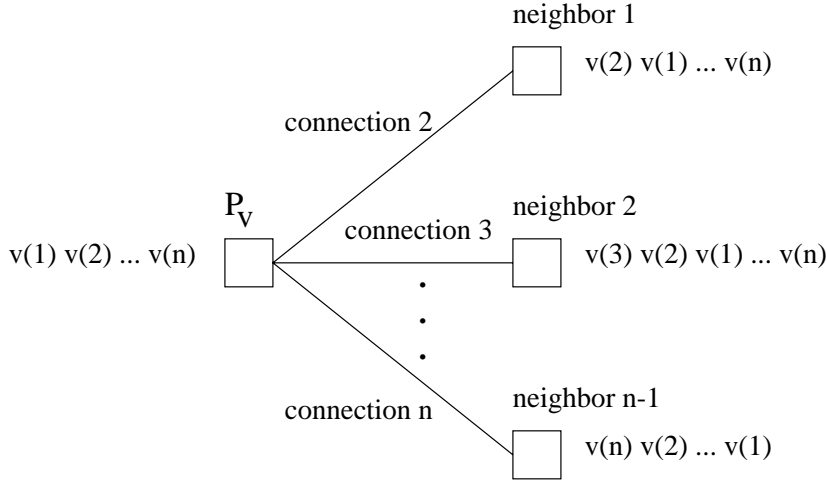 neighbor 1
v(2) v(1) ... v(n)
connection 2
P_v
neighbor 2
connection 3
v(1) v(2) ... v(n)
v(3) v(2) v(1) ... v(n)
neighbor n-1
connection n
v(n) v(2) ... v(1)